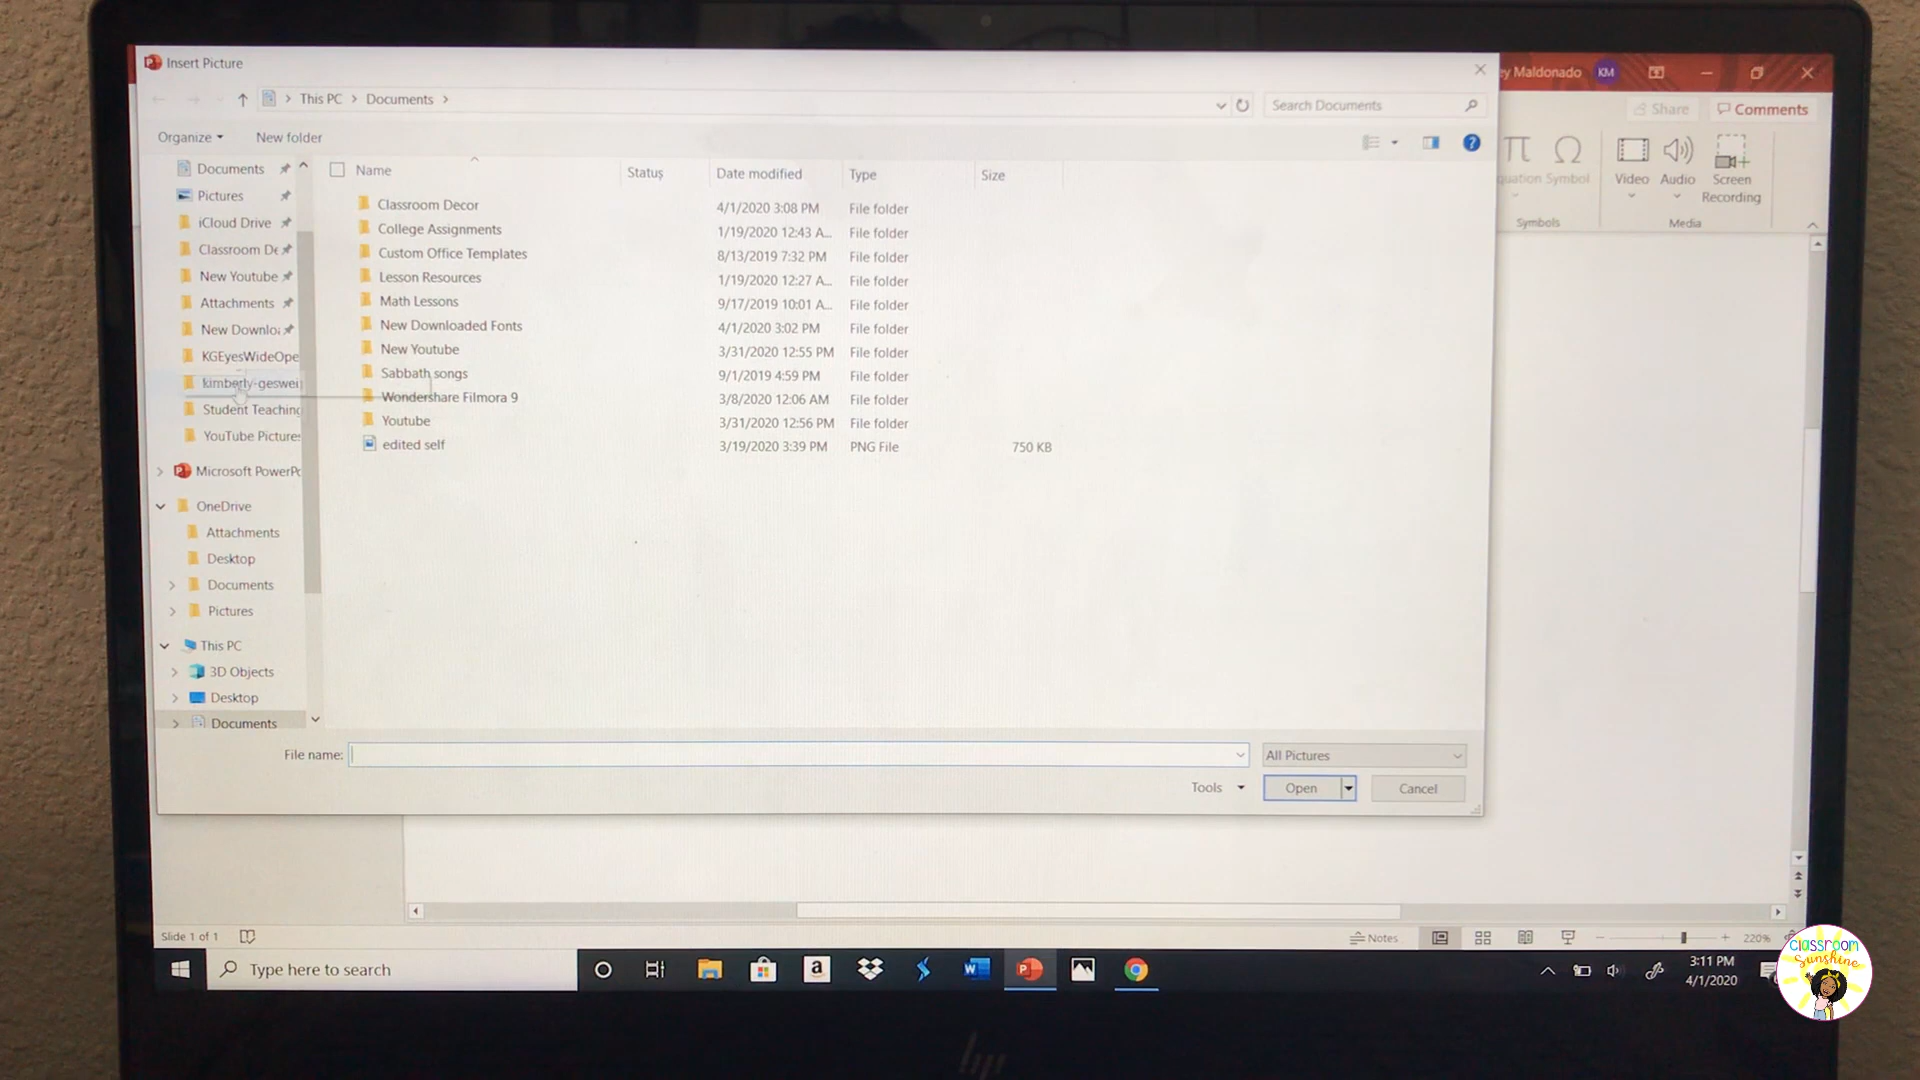 Insert Picture
ey Maldonado KM
This PC > Documents >
Search Documents
Share
Comments
Organize
New folder
Equation Symbol
Video
Audio
Screen
Recording
Symbols
Media
Name
Status
Date modified
Type
Size
Documents
Pictures
iCloud Drive
Classroom De
New Youtube
Attachments
New Downloa
KGEyesWideOpe
kimberly-geswei
Student Teaching
YouTube Pictures
Microsoft PowerPo
OneDrive
Attachments
Desktop
Documents
Pictures
This PC
3D Objects
Desktop
Documents
Classroom Decor 4/1/2020 3:08 PM File folder
College Assignments 1/19/2020 12:43 A... File folder
Custom Office Templates 8/13/2019 7:32 PM File folder
Lesson Resources 1/19/2020 12:27 A... File folder
Math Lessons 9/17/2019 10:01 A... File folder
New Downloaded Fonts 4/1/2020 3:02 PM File folder
New Youtube 3/31/2020 12:55 PM File folder
Sabbath songs 9/1/2019 4:59 PM File folder
Wondershare Filmora 9 3/8/2020 12:06 AM File folder
Youtube 3/31/2020 12:56 PM File folder
edited self 3/19/2020 3:39 PM PNG File 750 KB
File name:
All Pictures
Tools
Open
Cancel
Slide 1 of 1
Notes
220%
Type here to search
3:11 PM
4/1/2020
Classroom
Sunshine
hp